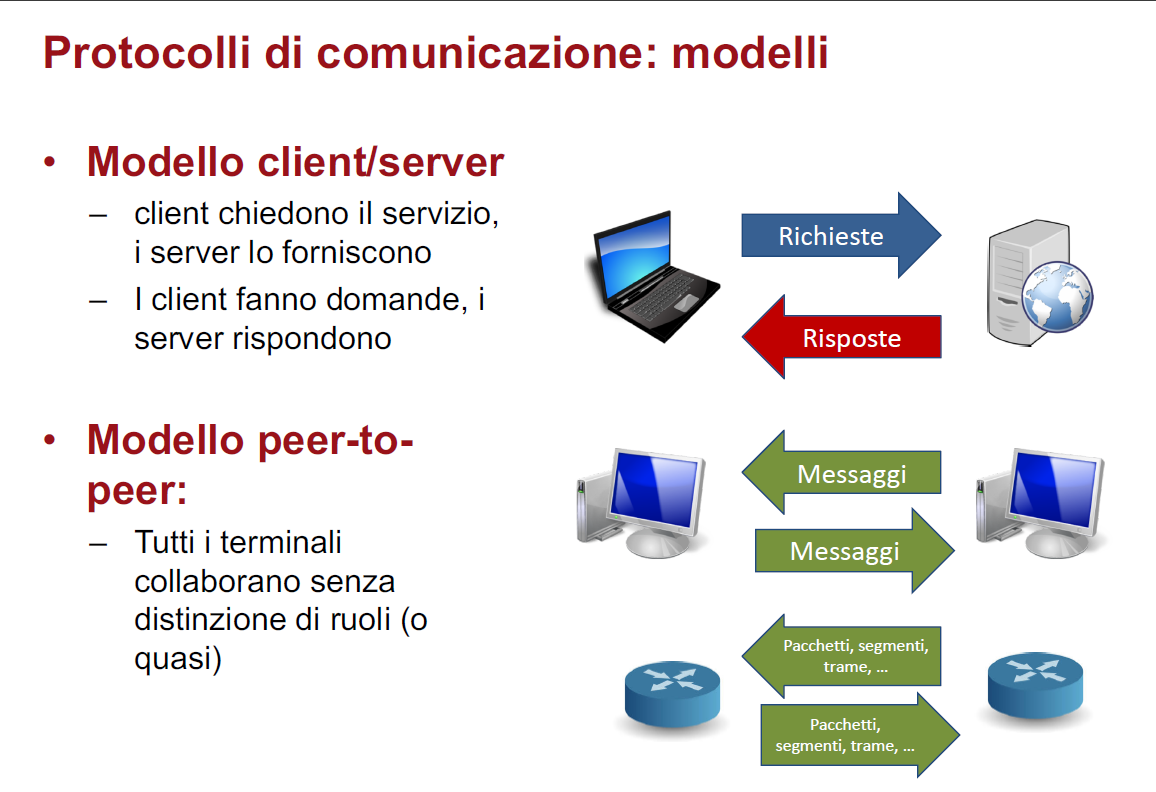 Protocolli di comunicazione: modelli
• Modello client/server
– client chiedono il servizio,
i server lo forniscono
– I client fanno domande, i
server rispondono
Richieste
Risposte
• Modello peer-to-
peer:
– Tutti i terminali
collaborano senza
distinzione di ruoli (o
quasi)
Messaggi
Messaggi
Pacchetti, segmenti,
trame, ...
Pacchetti,
segmenti, trame, ...